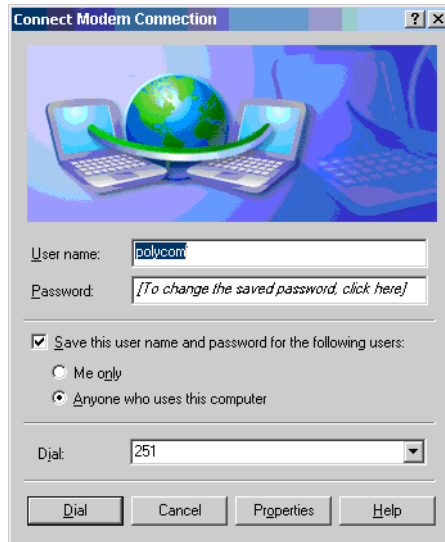 Connect Modem Connection
User name: polycom
Password: [To change the saved password, click here]
Save this user name and password for the following users:
Me only
Anyone who uses this computer
Dial: 251
Dial Cancel Properties Help